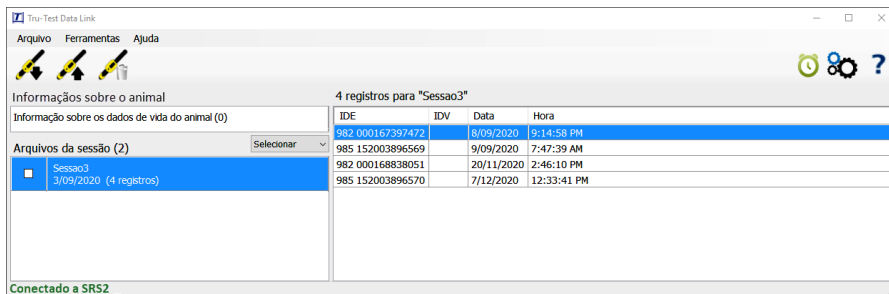 Tru-Test Data Link
Arquivo Ferramentas Ajuda
Informações sobre o animal
Informação sobre os dados de vida do animal (0)
Arquivos da sessão (2)
Selecionar
Sessao3
3/09/2020 (4 registros)
4 registros para "Sessao3"
IDE IDV Data Hora
982 000167397472 8/09/2020 9:14:58 PM
985 152003896569 9/09/2020 7:47:39 AM
982 000168838051 20/11/2020 2:46:10 PM
985 152003896570 7/12/2020 12:33:41 PM
Conectado a SRS2